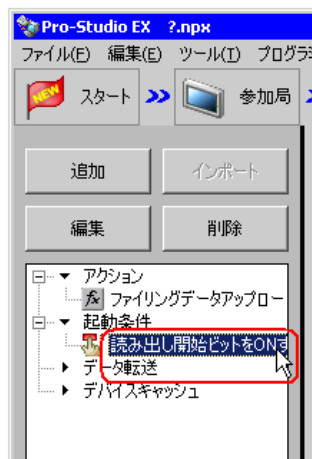 Pro-Studio EX ?.npx
ファイル(F) 編集(E) ツール(T) プログラ
NEW スタート 参加局
追加 インポート
編集 削除
アクション
fx ファイリングデータアップロー
起動条件
読み出し開始ビットをONす
データ転送
デバイスキャッシュ